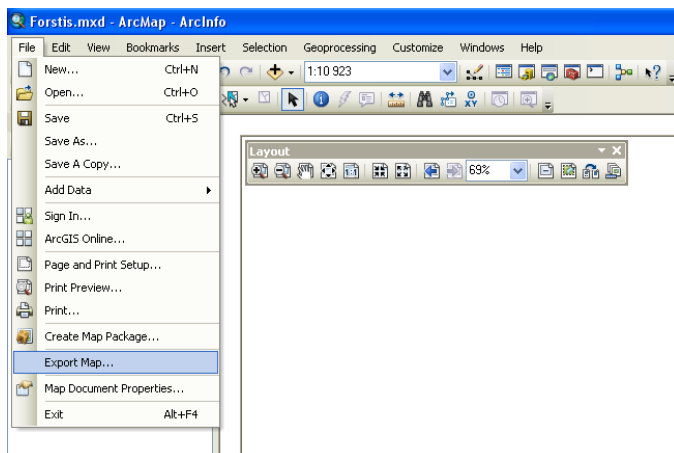 Forstis.mxd - ArcMap - ArcInfo
File Edit View Bookmarks Insert Selection Geoprocessing Customize Windows Help
New... Ctrl+N
1:10 923
Open... Ctrl+O
Save Ctrl+S
Save As...
Save A Copy...
Add Data
Sign In...
ArcGIS Online...
Page and Print Setup...
Print Preview...
Print...
Create Map Package...
Export Map...
Map Document Properties...
Exit Alt+F4
Layout
1:1
69%